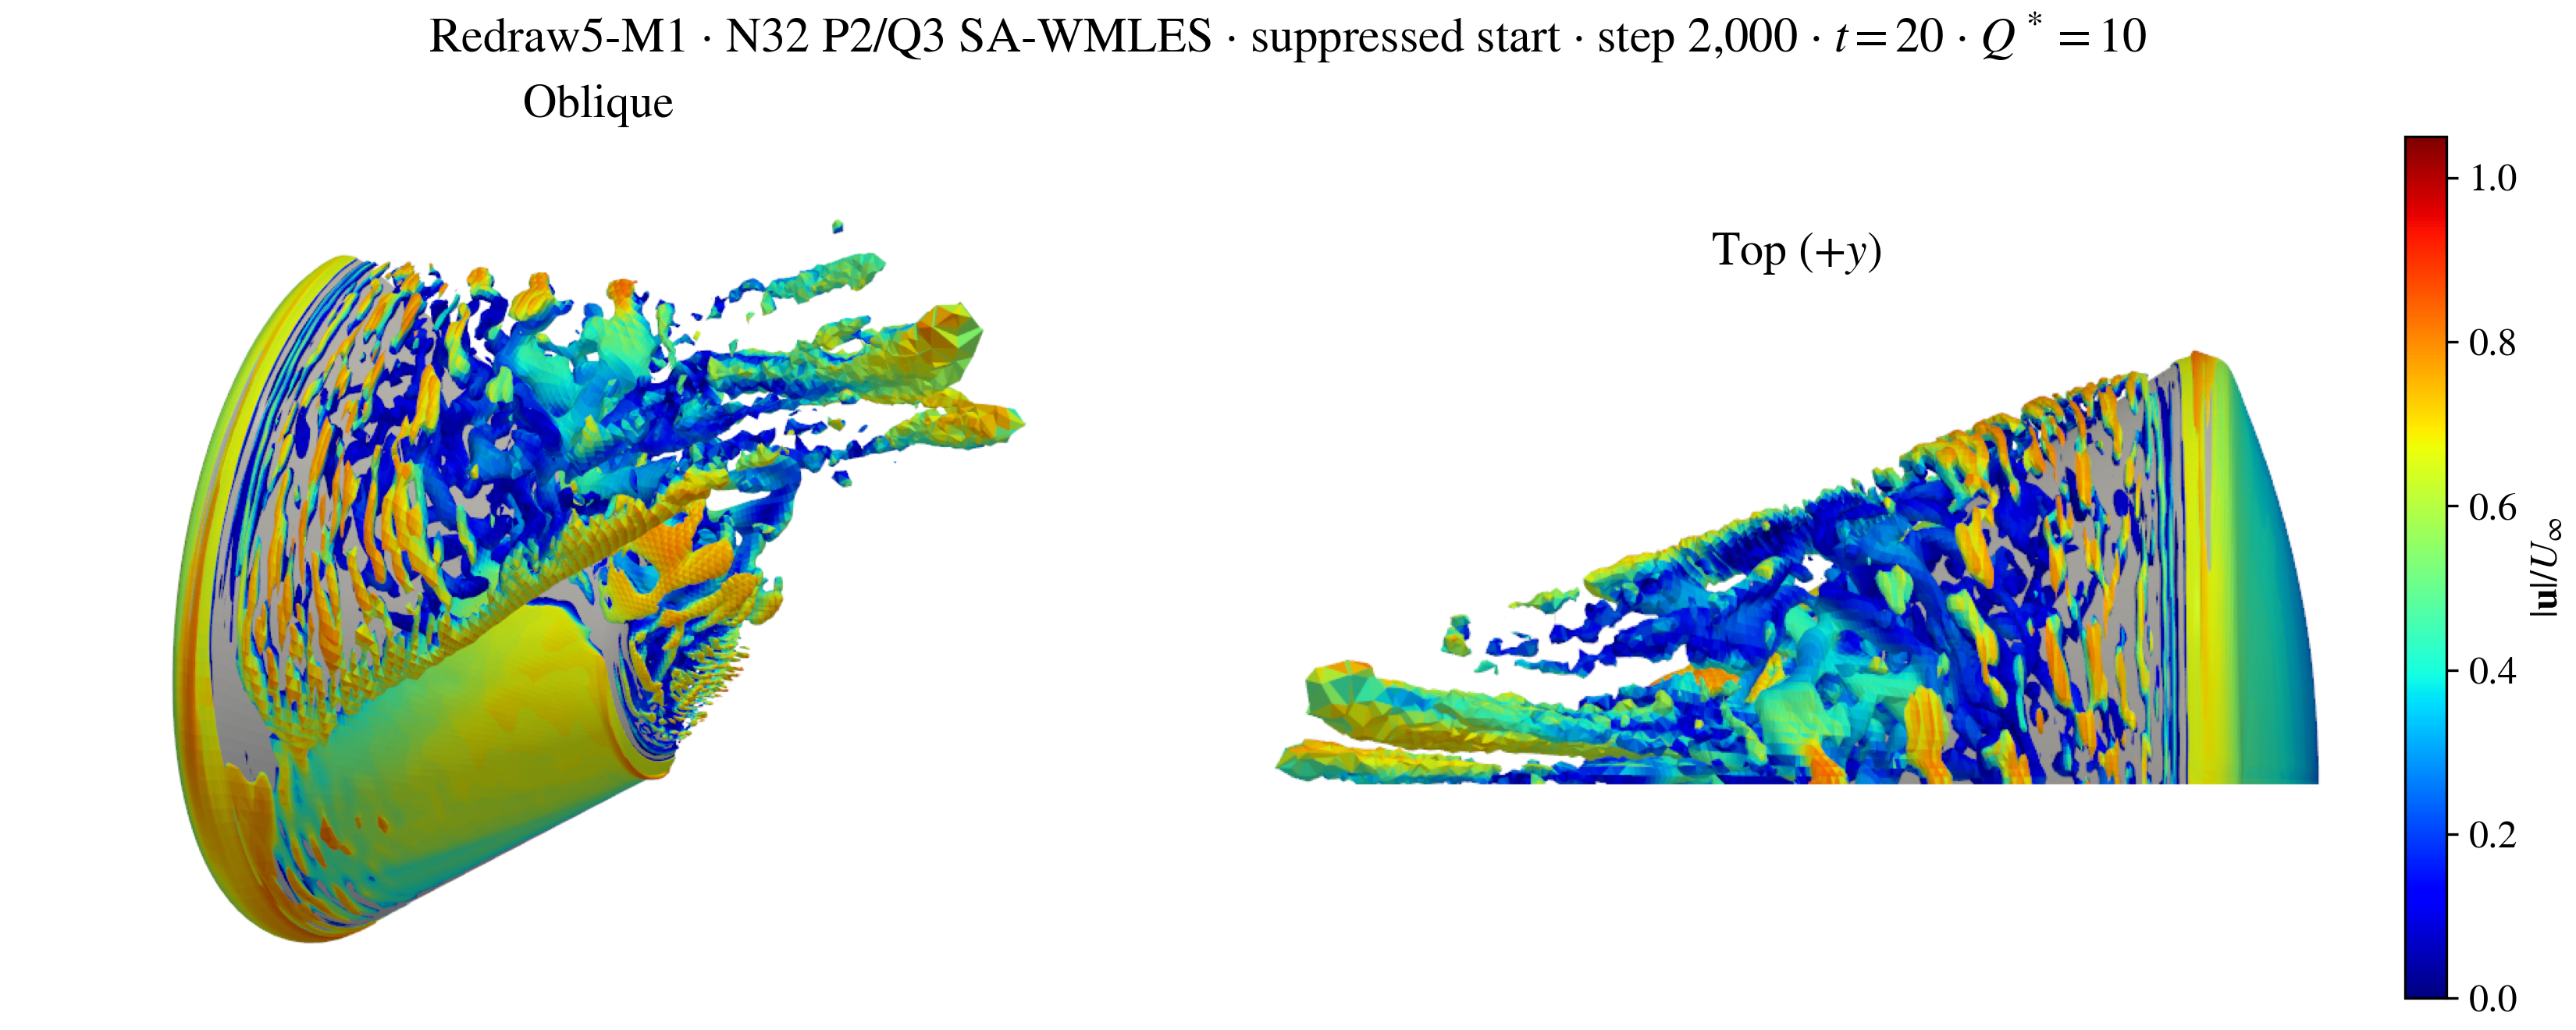 Redraw5-M1 · N32 P2/Q3 SA-WMLES · suppressed start · step 2,000 · t=20 · Q*=10
Oblique
Top (+y)
1.0
0.8
0.6
0.4
0.2
0.0
|u|/U∞